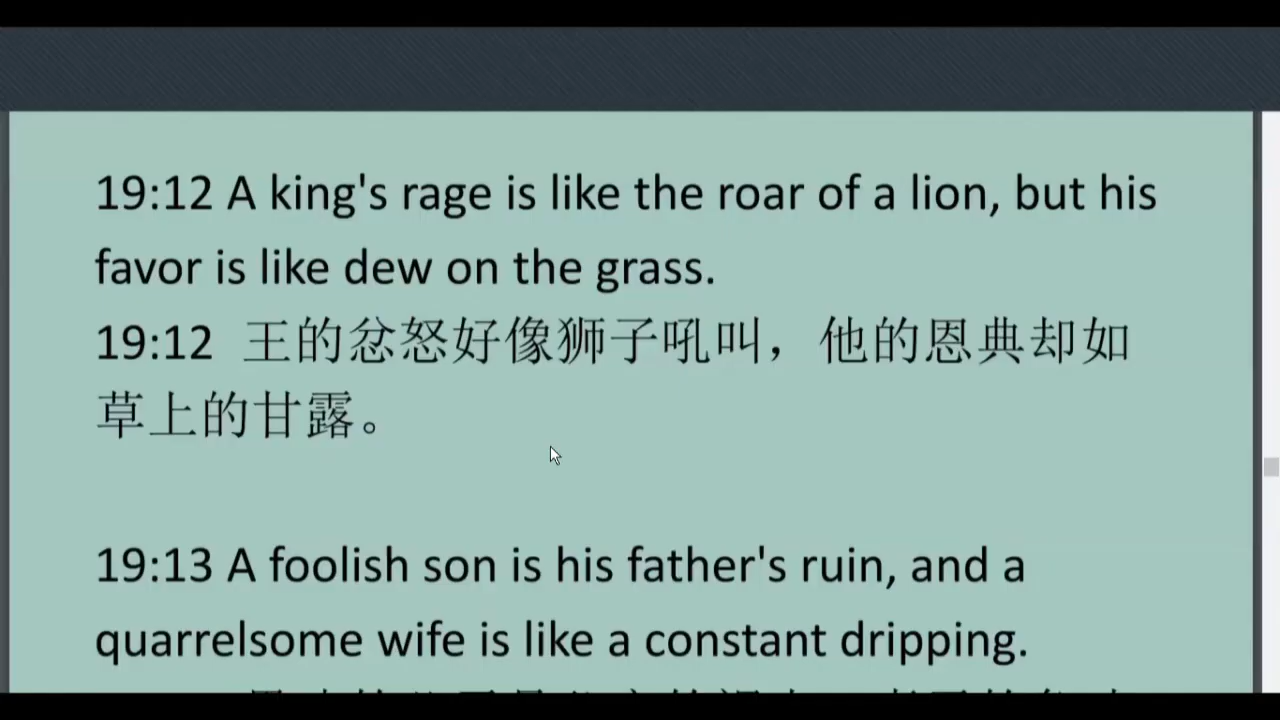 19:12 A king's rage is like the roar of a lion, but his
favor is like dew on the grass.
19:12 王的忿怒好像狮子吼叫，他的恩典却如
草上的甘露。
19:13 A foolish son is his father's ruin, and a
quarrelsome wife is like a constant dripping.